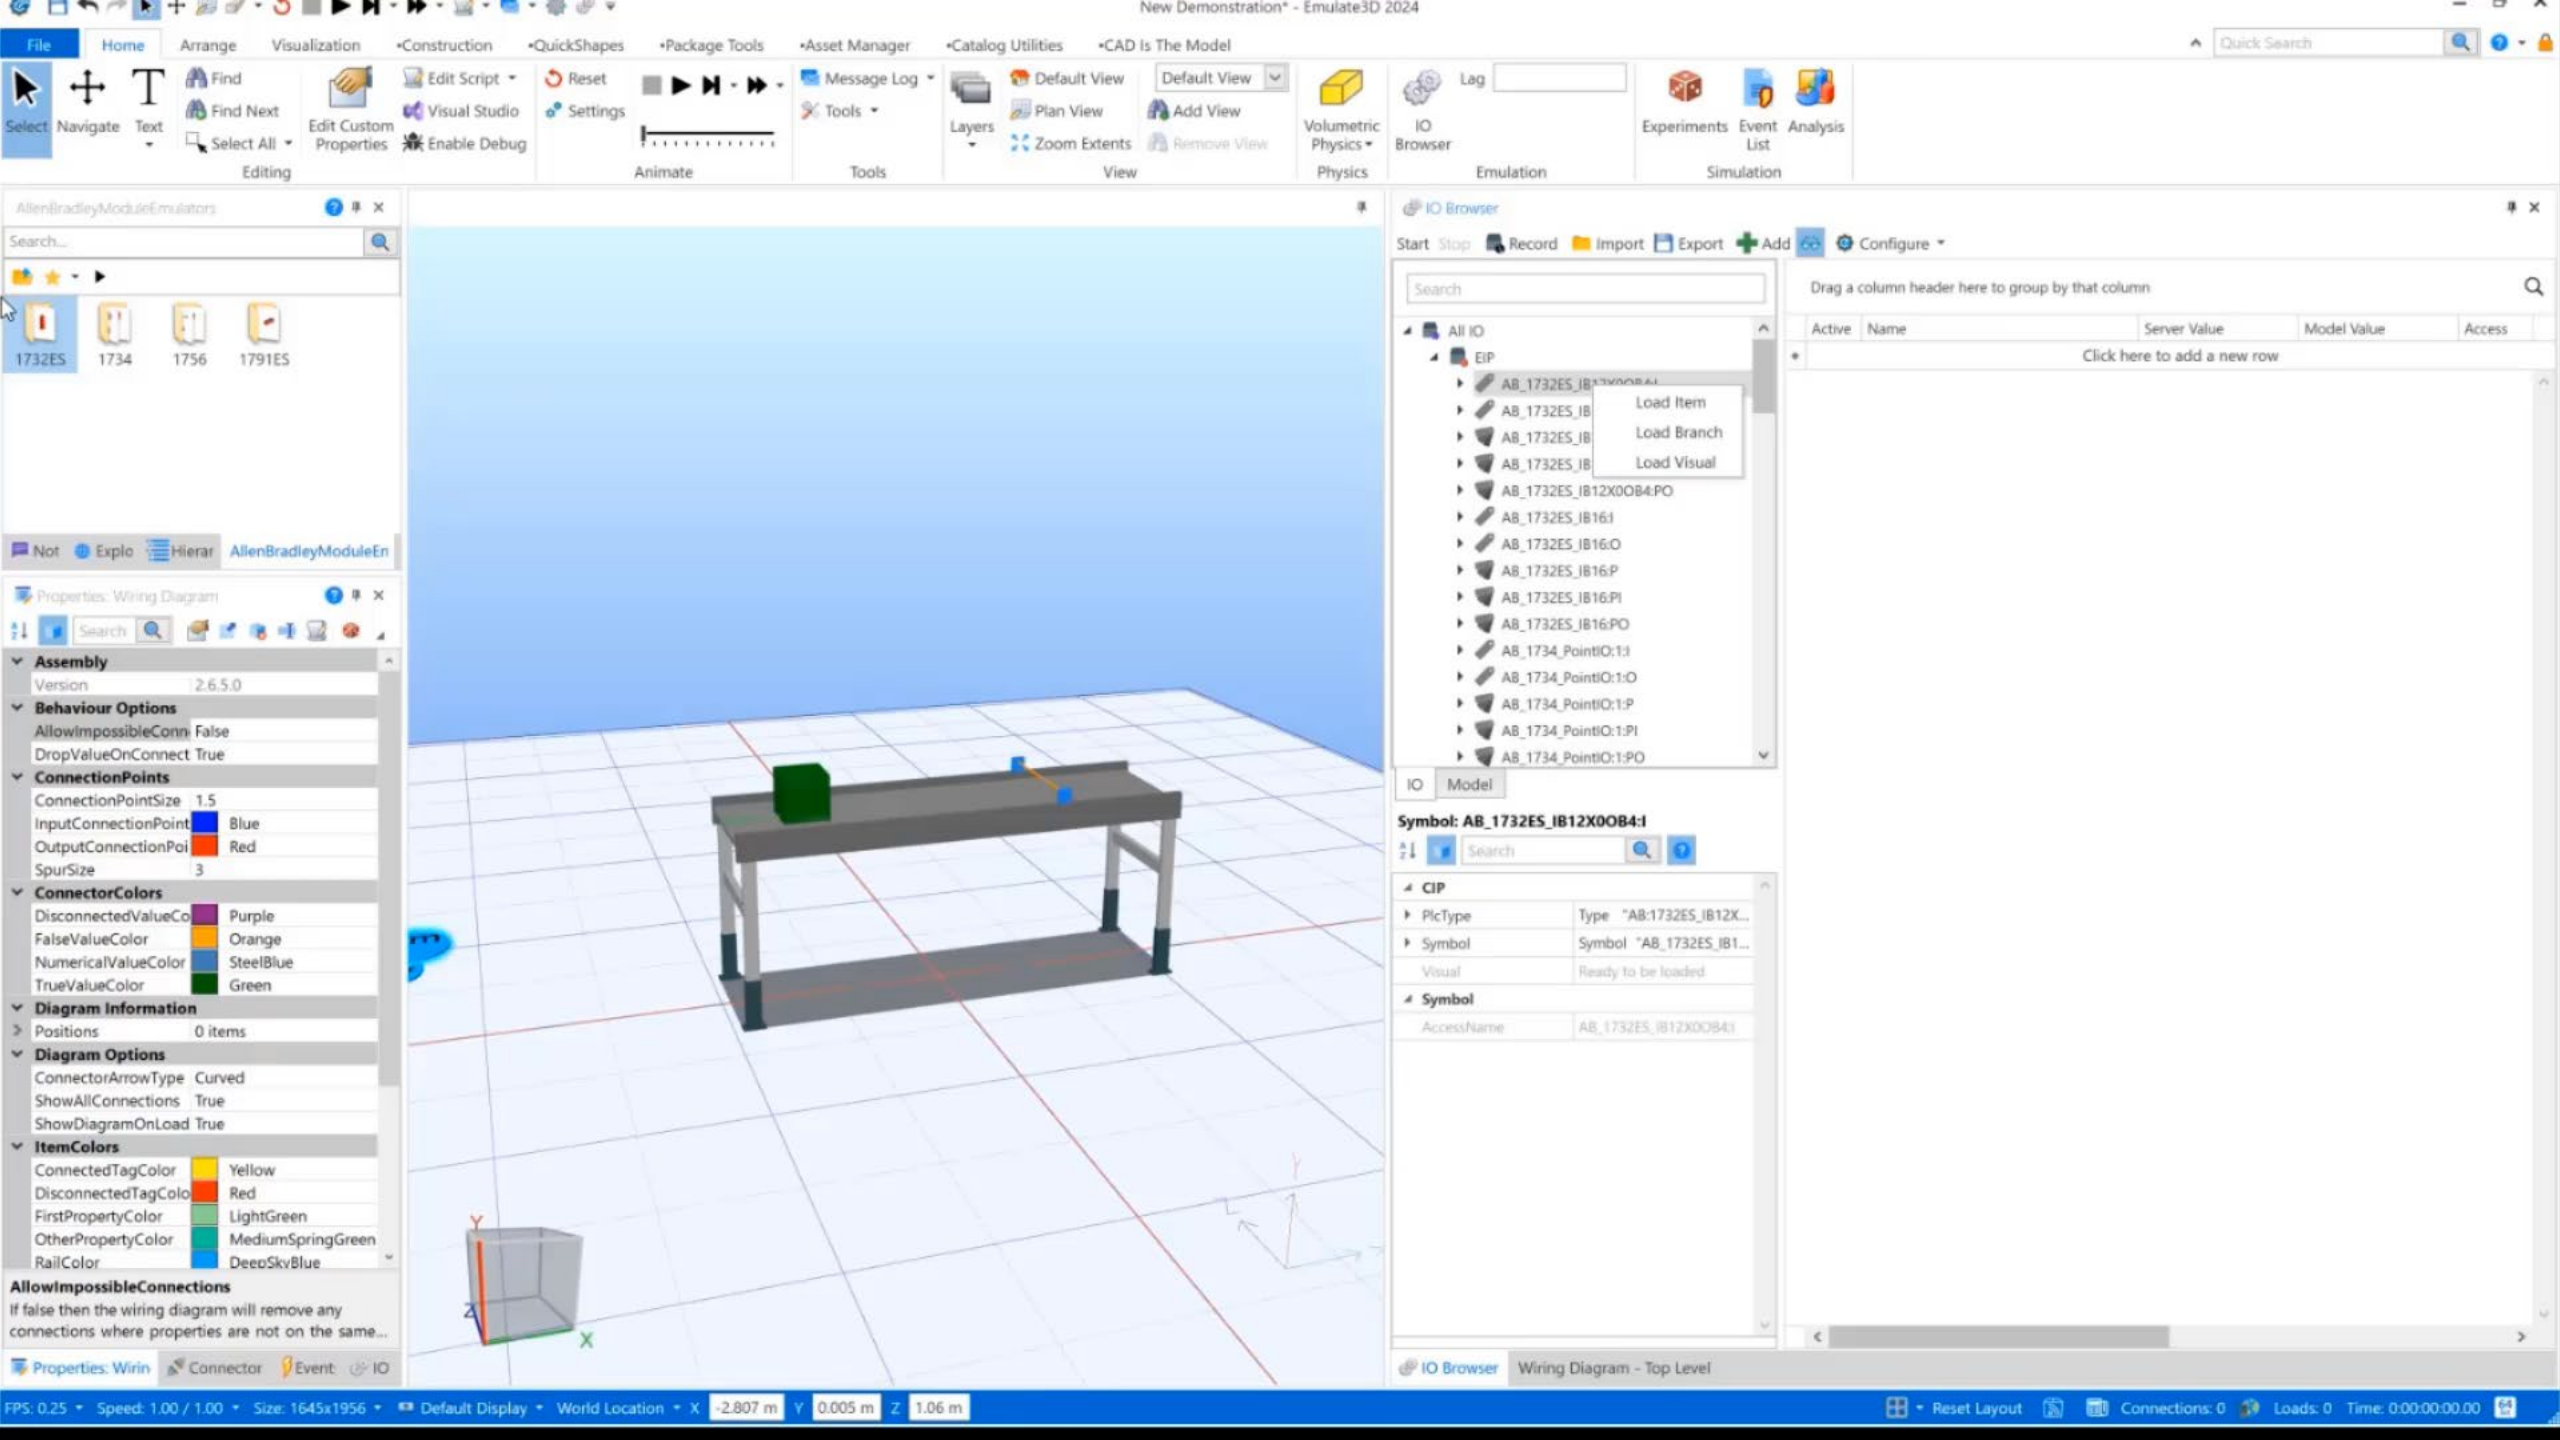 New Demonstration* - Emulate3D 2024
File Home Arrange Visualization •Construction •QuickShapes •Package Tools •Asset Manager •Catalog Utilities •CAD Is The Model Quick Search
Select Navigate Text
Find
Find Next
Select All
Edit Custom Properties
Edit Script
Visual Studio
Enable Debug
Editing
Reset
Settings
Animate
Message Log
Tools
Tools
Layers
Default View
Plan View
Zoom Extents
Default View
Add View
Remove View
View
Volumetric Physics
Physics
IO Browser
Lag
Emulation
Experiments
Event List
Analysis
Simulation
AllenBradleyModuleEmulators
Search...
1732ES 1734 1756 1791ES
Not Explo Hierar AllenBradleyModuleEn
Properties: Wiring Diagram
Search
Assembly
Version 2.6.5.0
Behaviour Options
AllowImpossibleConn False
DropValueOnConnect True
ConnectionPoints
ConnectionPointSize 1.5
InputConnectionPoint Blue
OutputConnectionPoi Red
SpurSize 3
ConnectorColors
DisconnectedValueCo Purple
FalseValueColor Orange
NumericalValueColor SteelBlue
TrueValueColor Green
Diagram Information
Positions 0 items
Diagram Options
ConnectorArrowType Curved
ShowAllConnections True
ShowDiagramOnLoad True
ItemColors
ConnectedTagColor Yellow
DisconnectedTagColo Red
FirstPropertyColor LightGreen
OtherPropertyColor MediumSpringGreen
RailColor DeepSkyBlue
AllowImpossibleConnections
If false then the wiring diagram will remove any
connections where properties are not on the same...
Properties: Wirin Connector Event IO
Y
Z
X
Y
IO Browser
Start Stop Record Import Export Add Configure
Search
All IO
EIP
AB_1732ES_IB12X0OB4:I
AB_1732ES_IB
AB_1732ES_IB
AB_1732ES_IB
AB_1732ES_IB12X0OB4:PO
AB_1732ES_IB16:I
AB_1732ES_IB16:O
AB_1732ES_IB16:P
AB_1732ES_IB16:PI
AB_1732ES_IB16:PO
AB_1734_PointIO:1:I
AB_1734_PointIO:1:O
AB_1734_PointIO:1:P
AB_1734_PointIO:1:PI
AB_1734_PointIO:1:PO
Load Item
Load Branch
Load Visual
IO Model
Symbol: AB_1732ES_IB12X0OB4:I
Search
CIP
PlcType Type "AB:1732ES_IB12X...
Symbol Symbol "AB_1732ES_IB1...
Visual Ready to be loaded
Symbol
AccessName AB_1732ES_IB12X0OB4:I
Drag a column header here to group by that column
Active Name Server Value Model Value Access
Click here to add a new row
IO Browser Wiring Diagram - Top Level
FPS: 0.25 Speed: 1.00 / 1.00 Size: 1645x1956 Default Display World Location X -2.807 m Y 0.005 m Z 1.06 m Reset Layout Connections: 0 Loads: 0 Time: 0:00:00:00.00 64